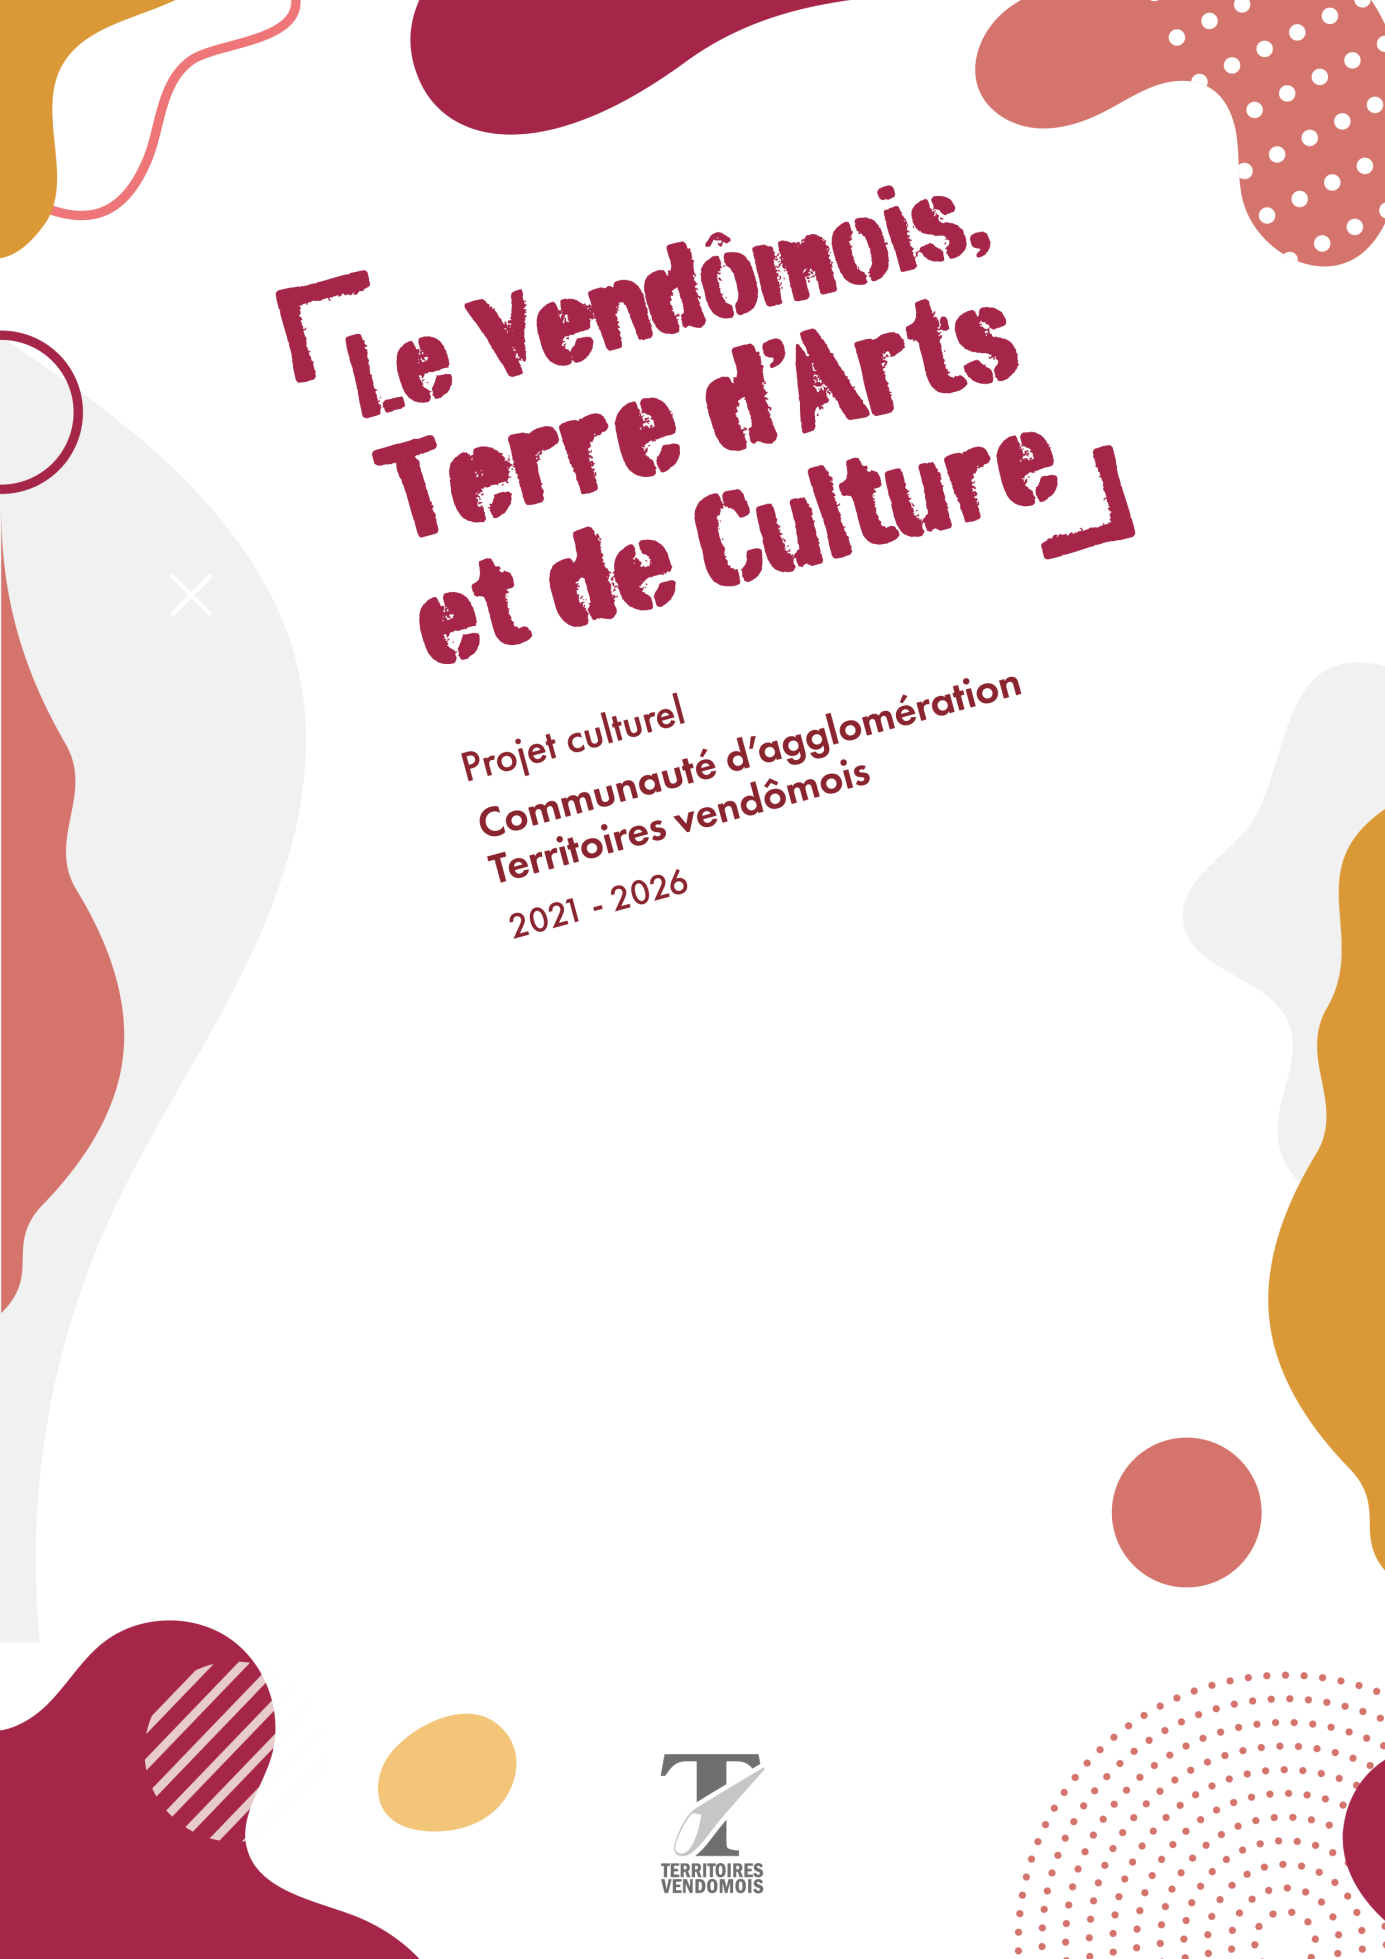 Le Vendômois,
Terre d'Arts
et de Culture
Projet culturel
Communauté d'agglomération
Territoires vendômois
2021 - 2026
TERRITOIRES
VENDOMOIS